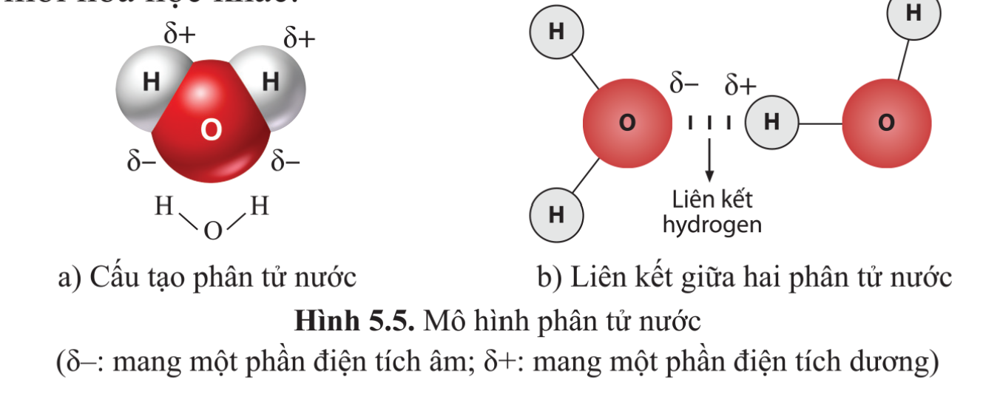 δ+ δ+
H H
O
δ– δ–
H H
O
H
H
δ– δ+
O H O
Liên kết
hydrogen
H
a) Cấu tạo phân tử nước
b) Liên kết giữa hai phân tử nước
Hình 5.5. Mô hình phân tử nước
(δ–: mang một phần điện tích âm; δ+: mang một phần điện tích dương)